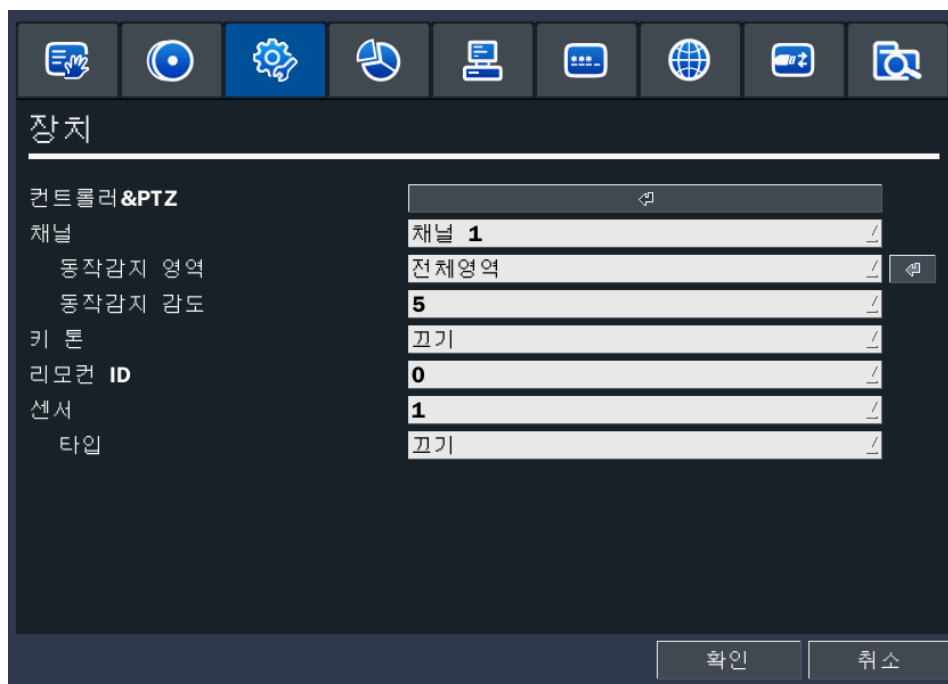 장치
컨트롤러&PTZ
채널 채널 1
동작감지 영역 전체영역
동작감지 감도 5
키 톤 끄기
리모컨 ID 0
센서 1
타입 끄기
확인 취소